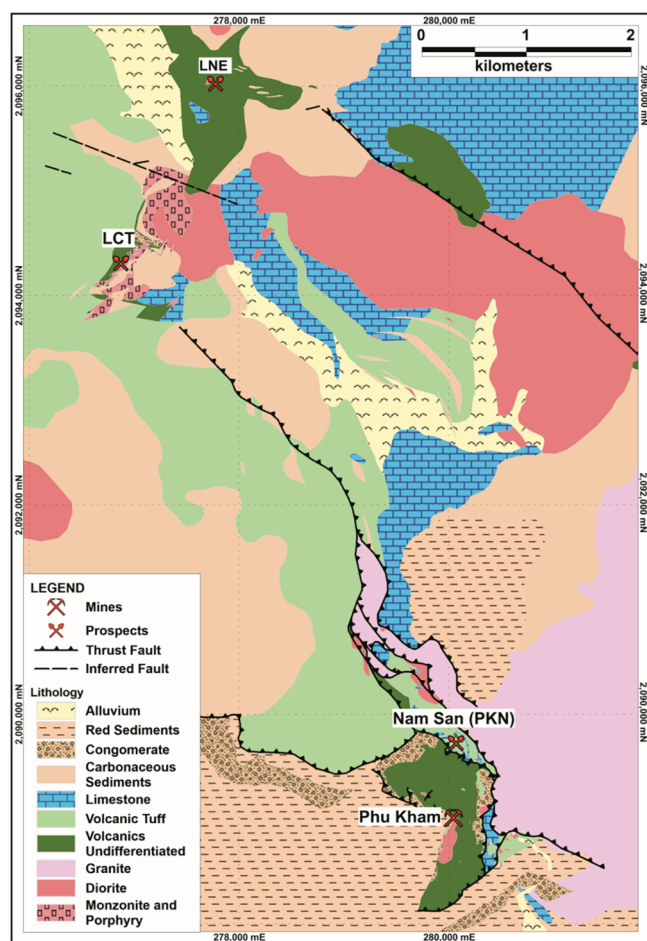 278,000 mE
280,000 mE
0 1 2
kilometers
LNE
2,096,000 mN
2,096,000 mN
LCT
2,094,000 mN
2,094,000 mN
2,092,000 mN
2,092,000 mN
LEGEND
Mines
Prospects
Thrust Fault
Inferred Fault
Lithology
Alluvium
Red Sediments
Congomerate
Carbonaceous
Sediments
Limestone
Volcanic Tuff
Volcanics
Undifferentiated
Granite
Diorite
Monzonite and
Porphyry
2,090,000 mN
2,090,000 mN
Nam San (PKN)
Phu Kham
278,000 mE
280,000 mE